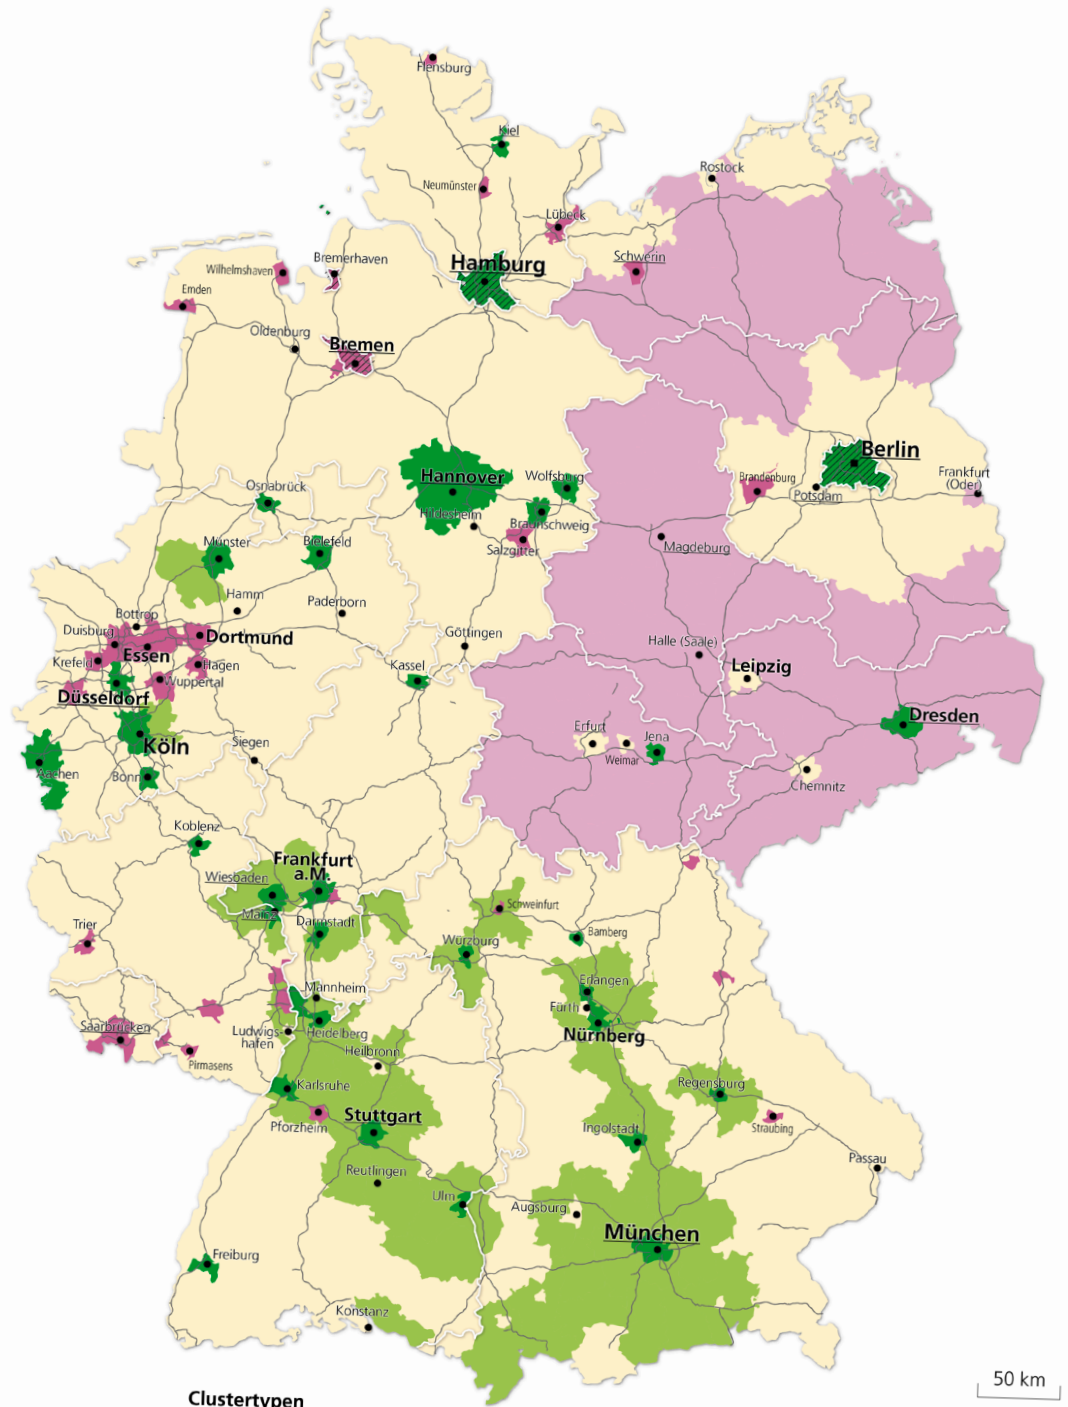 Flensburg
Kiel
Neumünster
Rostock
Lübeck
Schwerin
Hamburg
Bremerhaven
Wilhelmshaven
Emden
Oldenburg
Bremen
Berlin
Hannover
Wolfsburg
Brandenburg
Frankfurt
(Oder)
Osnabrück
Potsdam
Hildesheim
Braunschweig
Salzgitter
Magdeburg
Münster
Bielefeld
Hamm
Paderborn
Bottrop
Duisburg
Dortmund
Göttingen
Essen
Halle (Saale)
Krefeld
Hagen
Kassel
Leipzig
Wuppertal
Düsseldorf
Dresden
Köln
Siegen
Erfurt
Jena
Weimar
Aachen
Bonn
Chemnitz
Koblenz
Frankfurt
a.M.
Wiesbaden
Mainz
Darmstadt
Schweinfurt
Trier
Würzburg
Bamberg
Mannheim
Erlangen
Fürth
Saarbrücken
Ludwigs-
hafen
Heidelberg
Nürnberg
Heilbronn
Pirmasens
Karlsruhe
Regensburg
Stuttgart
Pforzheim
Ingolstadt
Straubing
Passau
Reutlingen
Ulm
Augsburg
München
Freiburg
Konstanz
50 km
Clustertypen